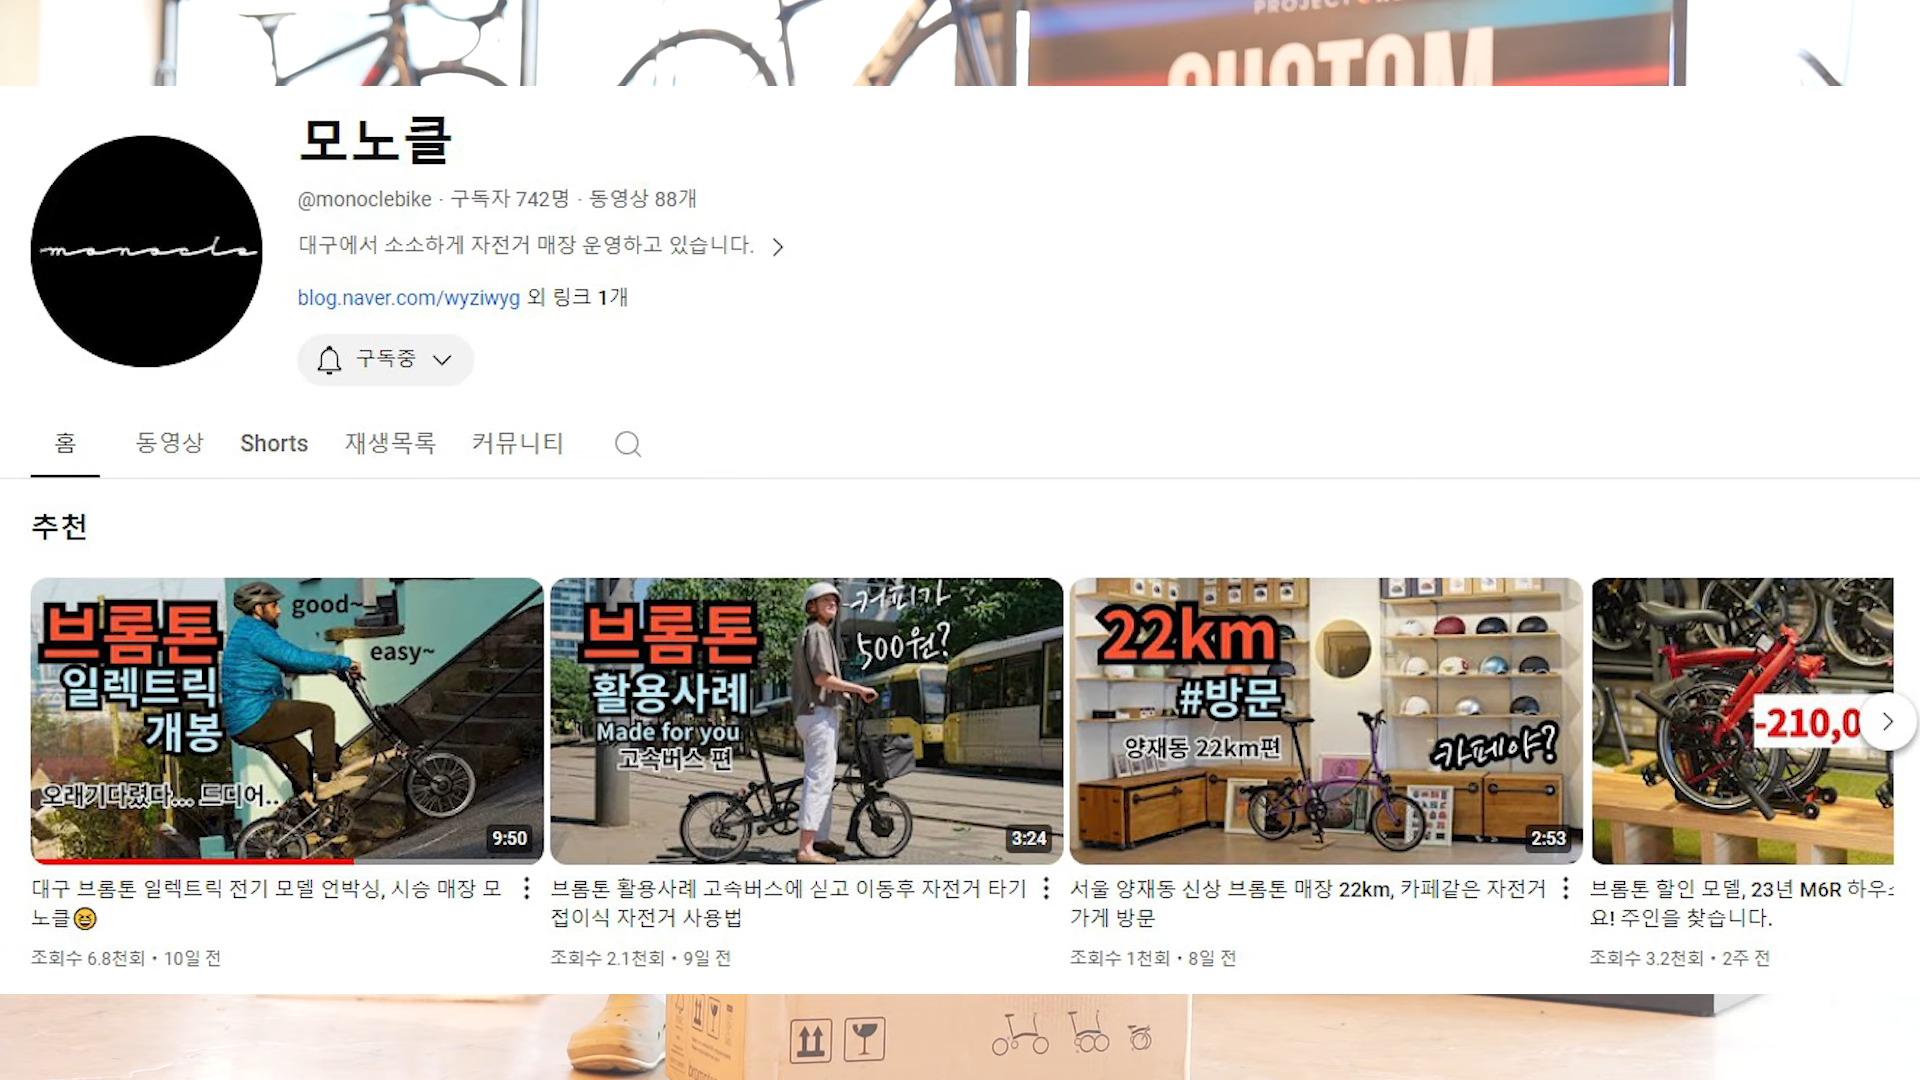 CUSTOM
모노클
monocle
@monoclebike · 구독자 742명 · 동영상 88개
대구에서 소소하게 자전거 매장 운영하고 있습니다.
blog.naver.com/wyziwyg 외 링크 1개
구독중
홈 동영상 Shorts 재생목록 커뮤니티
추천
브롬톤
일렉트릭
개봉
good~
easy~
오래기다렸다... 드디어..
9:50
브롬톤
활용사례
Made for you
고속버스 편
커피가
500원?
3:24
22km
#방문
양재동 22km편
카페야?
2:53
-210,0
대구 브롬톤 일렉트릭 전기 모델 언박싱, 시승 매장 모
노클😆
조회수 6.8천회 • 10일 전
브롬톤 활용사례 고속버스에 싣고 이동후 자전거 타기
접이식 자전거 사용법
조회수 2.1천회 • 9일 전
서울 양재동 신상 브롬톤 매장 22km, 카페같은 자전거
가게 방문
조회수 1천회 • 8일 전
브롬톤 할인 모델, 23년 M6R 하우
요! 주인을 찾습니다.
조회수 3.2천회 • 2주 전